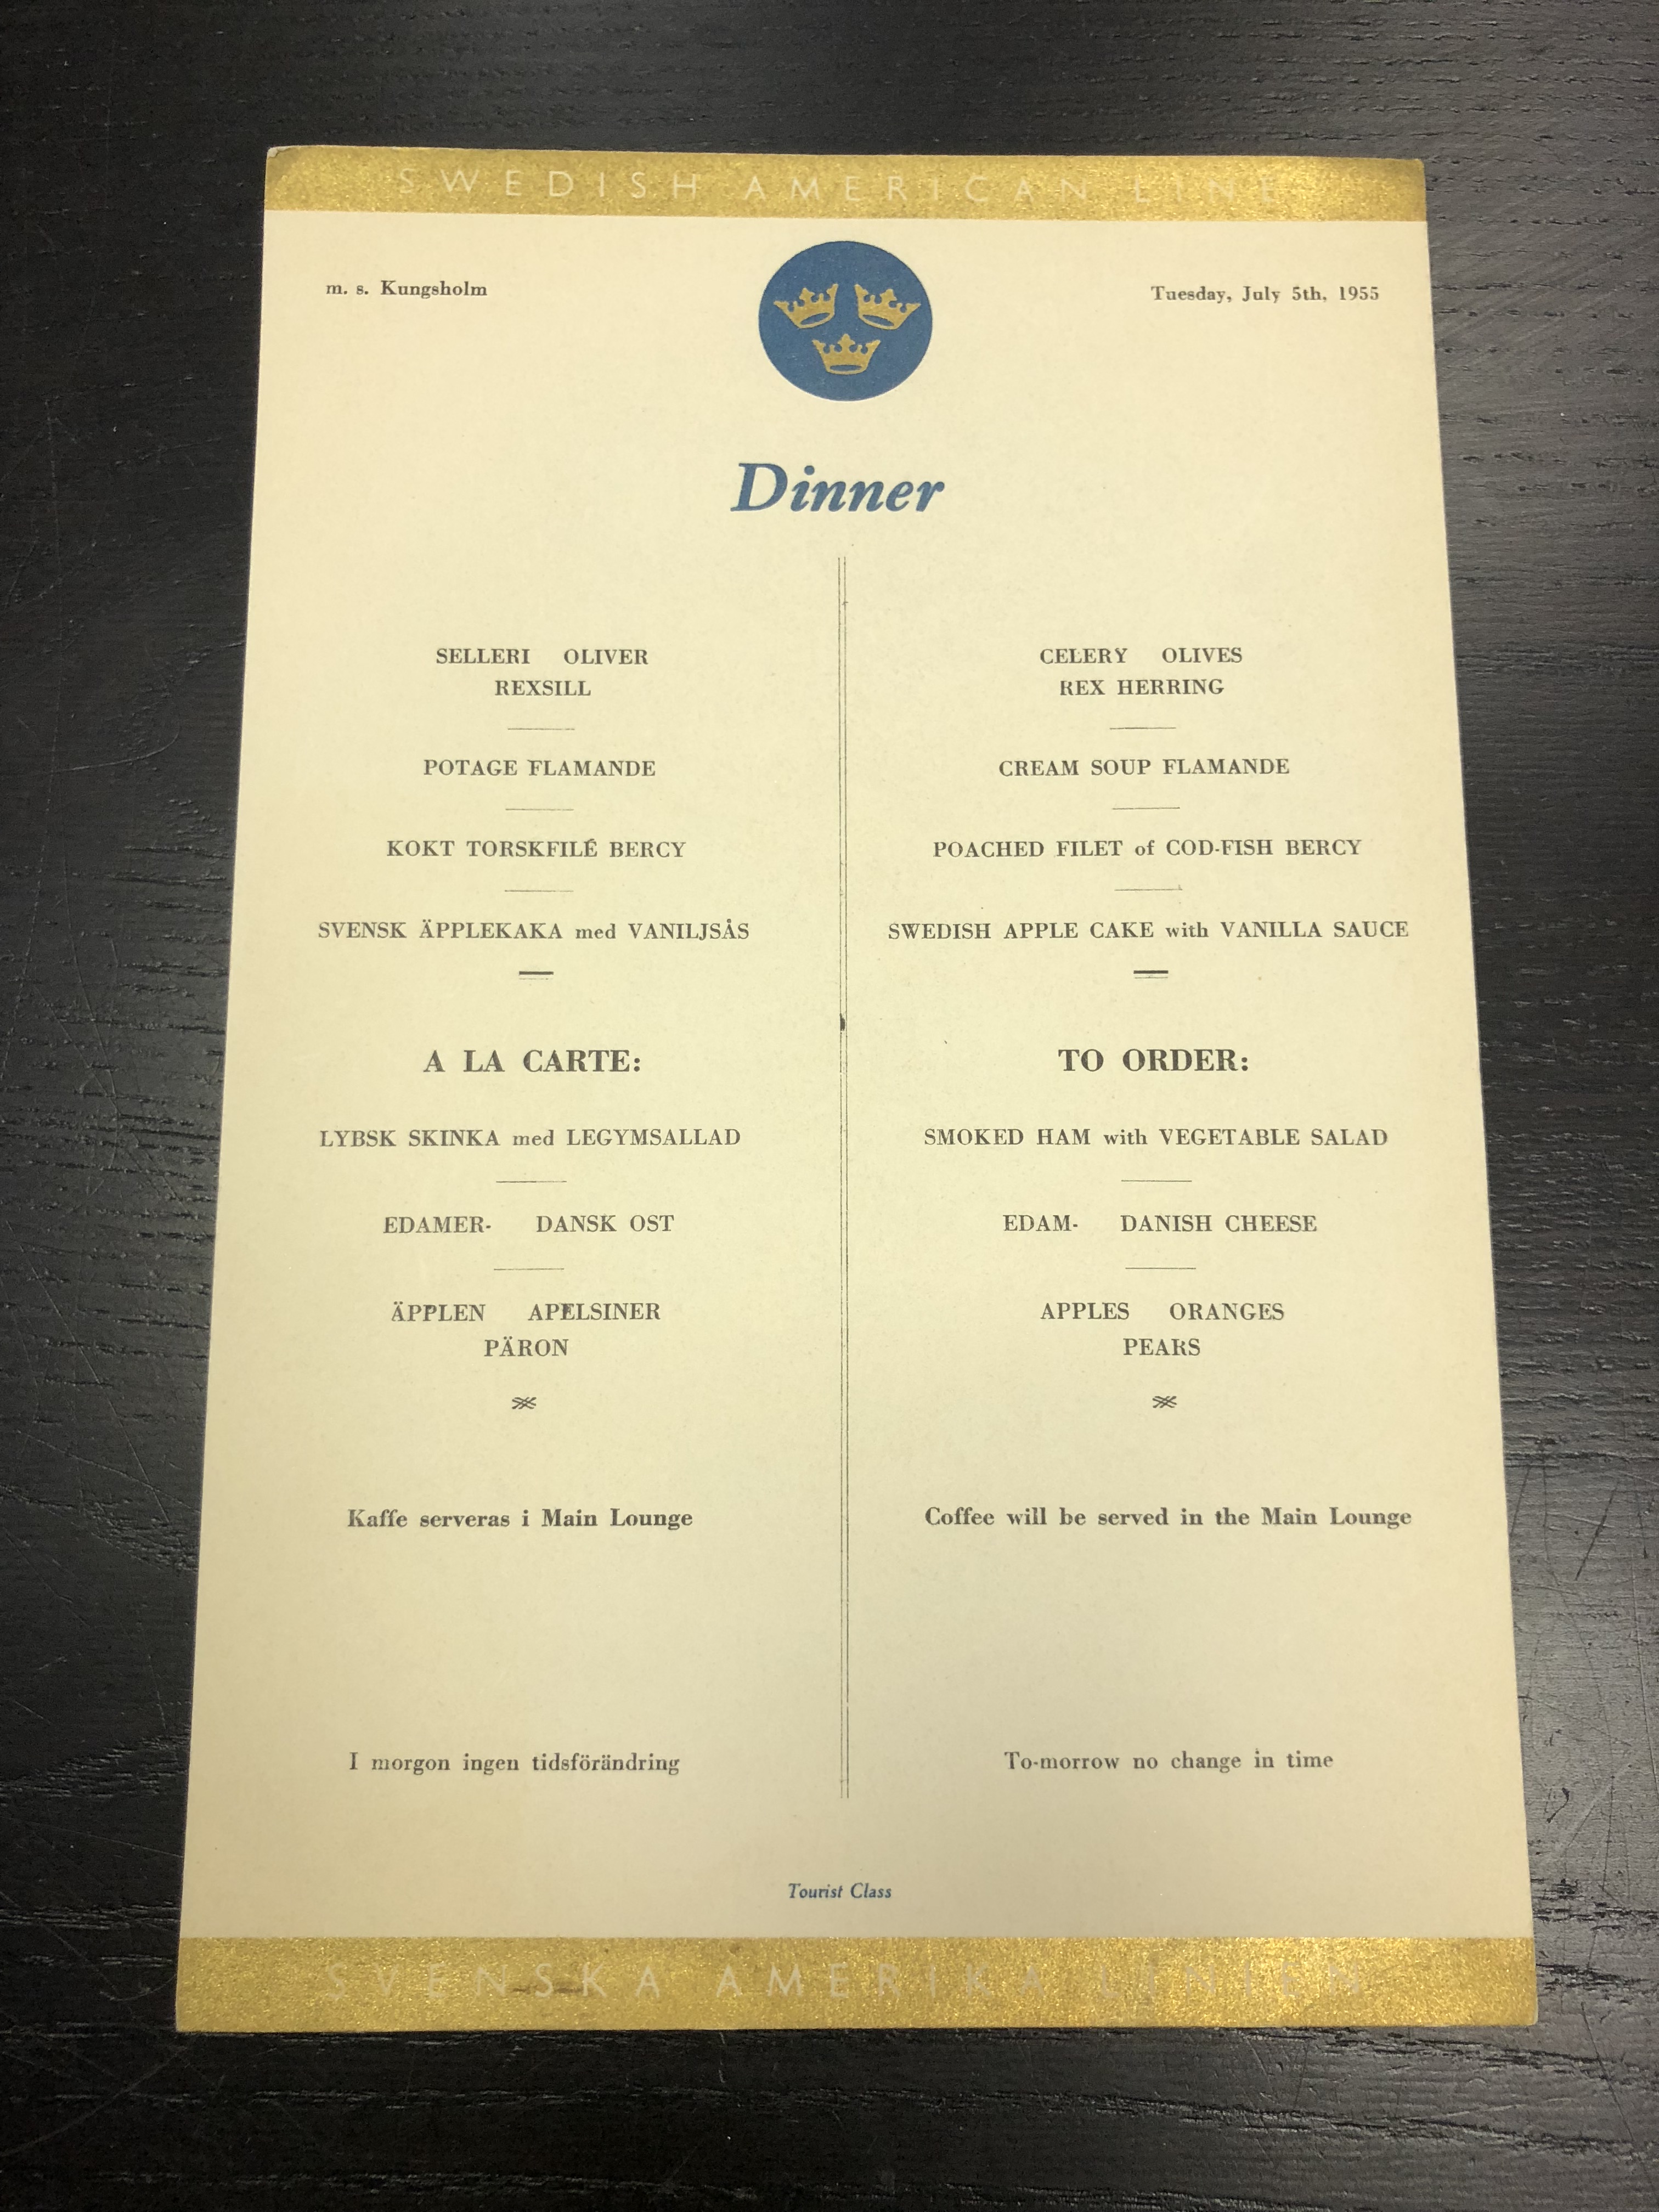 SWEDISH AMERICAN LINE
m. s. Kungsholm
Tuesday, July 5th, 1955
Dinner
SELLERI OLIVER
REXSILL
POTAGE FLAMANDE
KOKT TORSKFILÉ BERCY
SVENSK ÄPPLEKAKA med VANILJSÅS
A LA CARTE:
LYBSK SKINKA med LEGYMSALLAD
EDAMER- DANSK OST
ÄPPLEN APELSINER
PÄRON
Kaffe serveras i Main Lounge
I morgon ingen tidsförändring
CELERY OLIVES
REX HERRING
CREAM SOUP FLAMANDE
POACHED FILET of COD-FISH BERCY
SWEDISH APPLE CAKE with VANILLA SAUCE
TO ORDER:
SMOKED HAM with VEGETABLE SALAD
EDAM- DANISH CHEESE
APPLES ORANGES
PEARS
Coffee will be served in the Main Lounge
To-morrow no change in time
Tourist Class
SVENSKA AMERIKA LINIEN